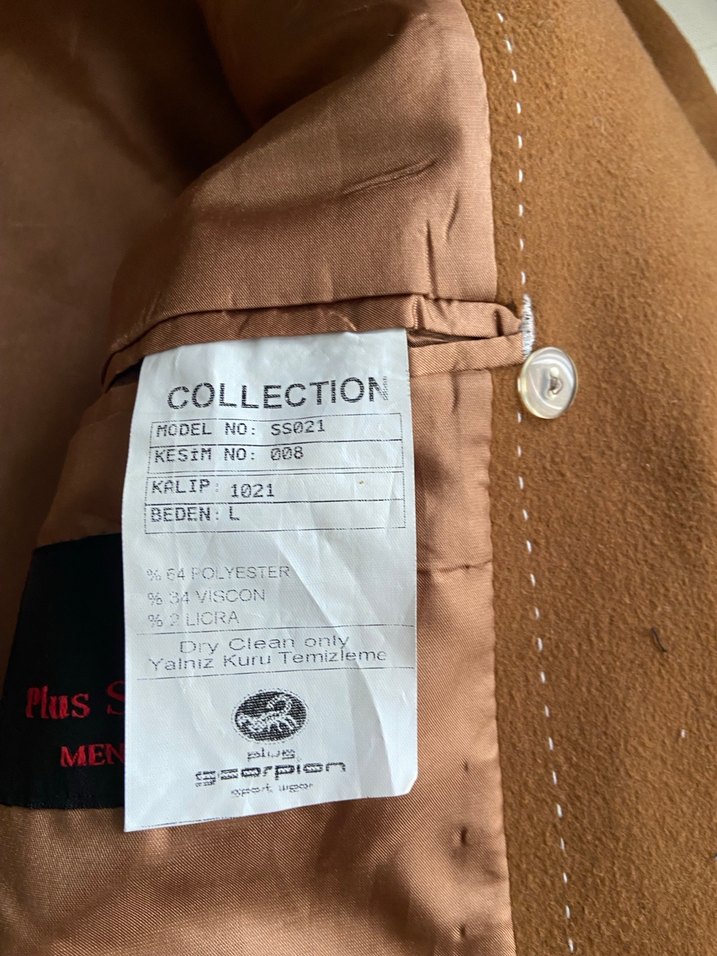 COLLECTION
MODEL NO: SS021
KESİM NO: 008
KALIP: 1021
BEDEN: L
% 64 POLYESTER
% 34 VISCON
% 2 LICRA
Dry Clean only
Yalnız Kuru Temizleme
plus
scorpion
sport wear
Plus S
MEN